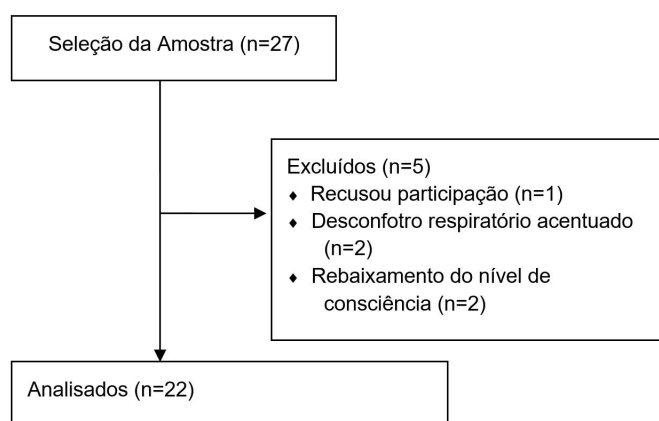 Seleção da Amostra (n=27)
Excluídos (n=5)
♦ Recusou participação (n=1)
♦ Desconfotro respiratório acentuado
(n=2)
♦ Rebaixamento do nível de
consciência (n=2)
Analisados (n=22)